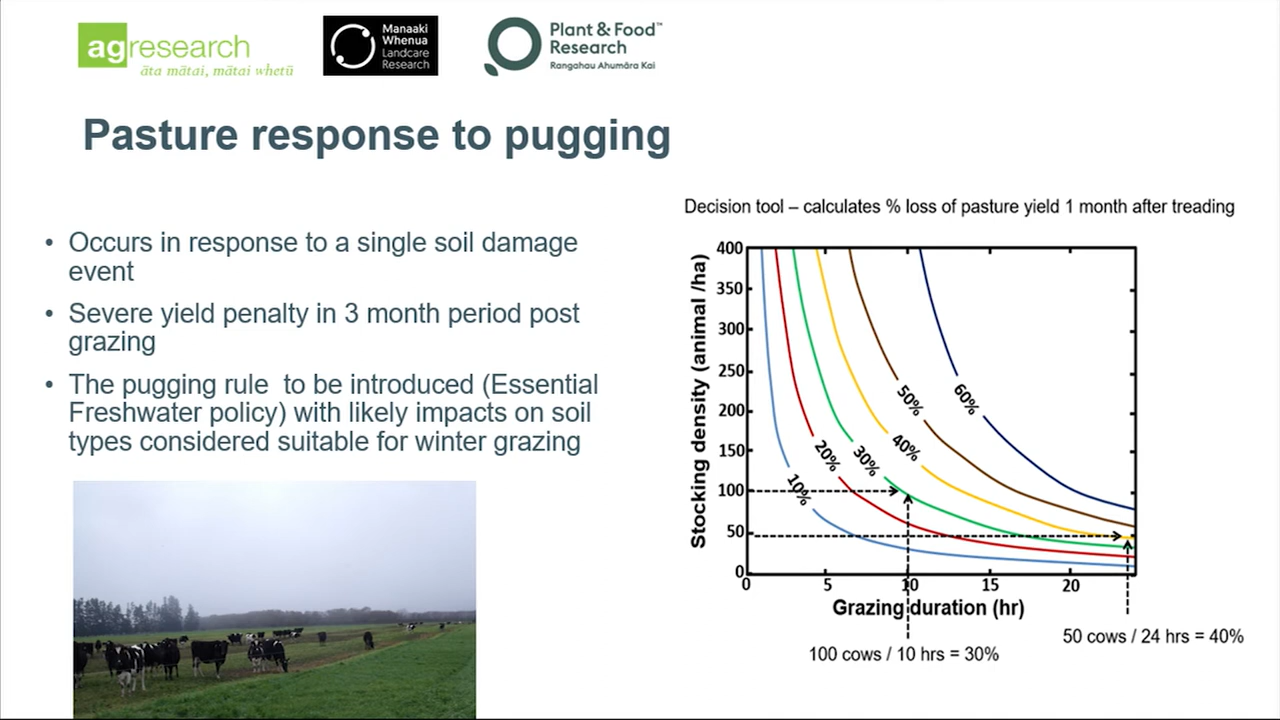 agresearch
āta mātai, mātai whetū
Manaaki
Whenua
Landcare
Research
Plant & Food™
Research
Rangahau Ahumāra Kai
Pasture response to pugging
• Occurs in response to a single soil damage
event
• Severe yield penalty in 3 month period post
grazing
• The pugging rule  to be introduced (Essential
Freshwater policy) with likely impacts on soil
types considered suitable for winter grazing
Decision tool – calculates % loss of pasture yield 1 month after treading
Stocking density (animal /ha)
400
350
300
250
200
150
100
50
0
10%
20%
30%
40%
50%
60%
0 5 10 15 20
Grazing duration (hr)
50 cows / 24 hrs = 40%
100 cows / 10 hrs = 30%